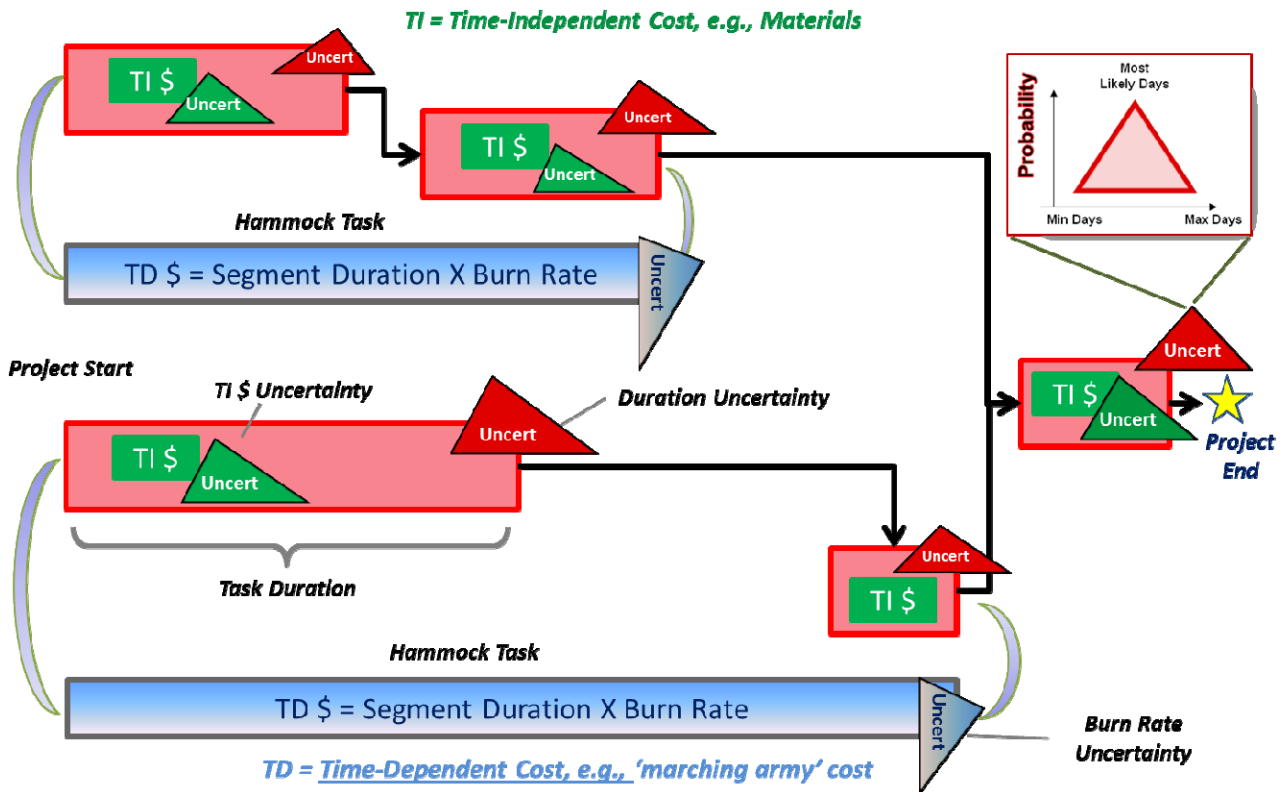 TI = Time-Independent Cost, e.g., Materials
Uncert
TI $
Uncert
Uncert
TI $
Uncert
Most
Likely Days
Probability
Min Days
Max Days
Hammock Task
TD $ = Segment Duration X Burn Rate
Uncert
Project Start
TI $ Uncertainty
Duration Uncertainty
Uncert
TI $
Uncert
Task Duration
Uncert
TI $
Uncert
Project
End
Uncert
TI $
Hammock Task
TD $ = Segment Duration X Burn Rate
Uncert
Burn Rate
Uncertainty
TD = Time-Dependent Cost, e.g., 'marching army' cost